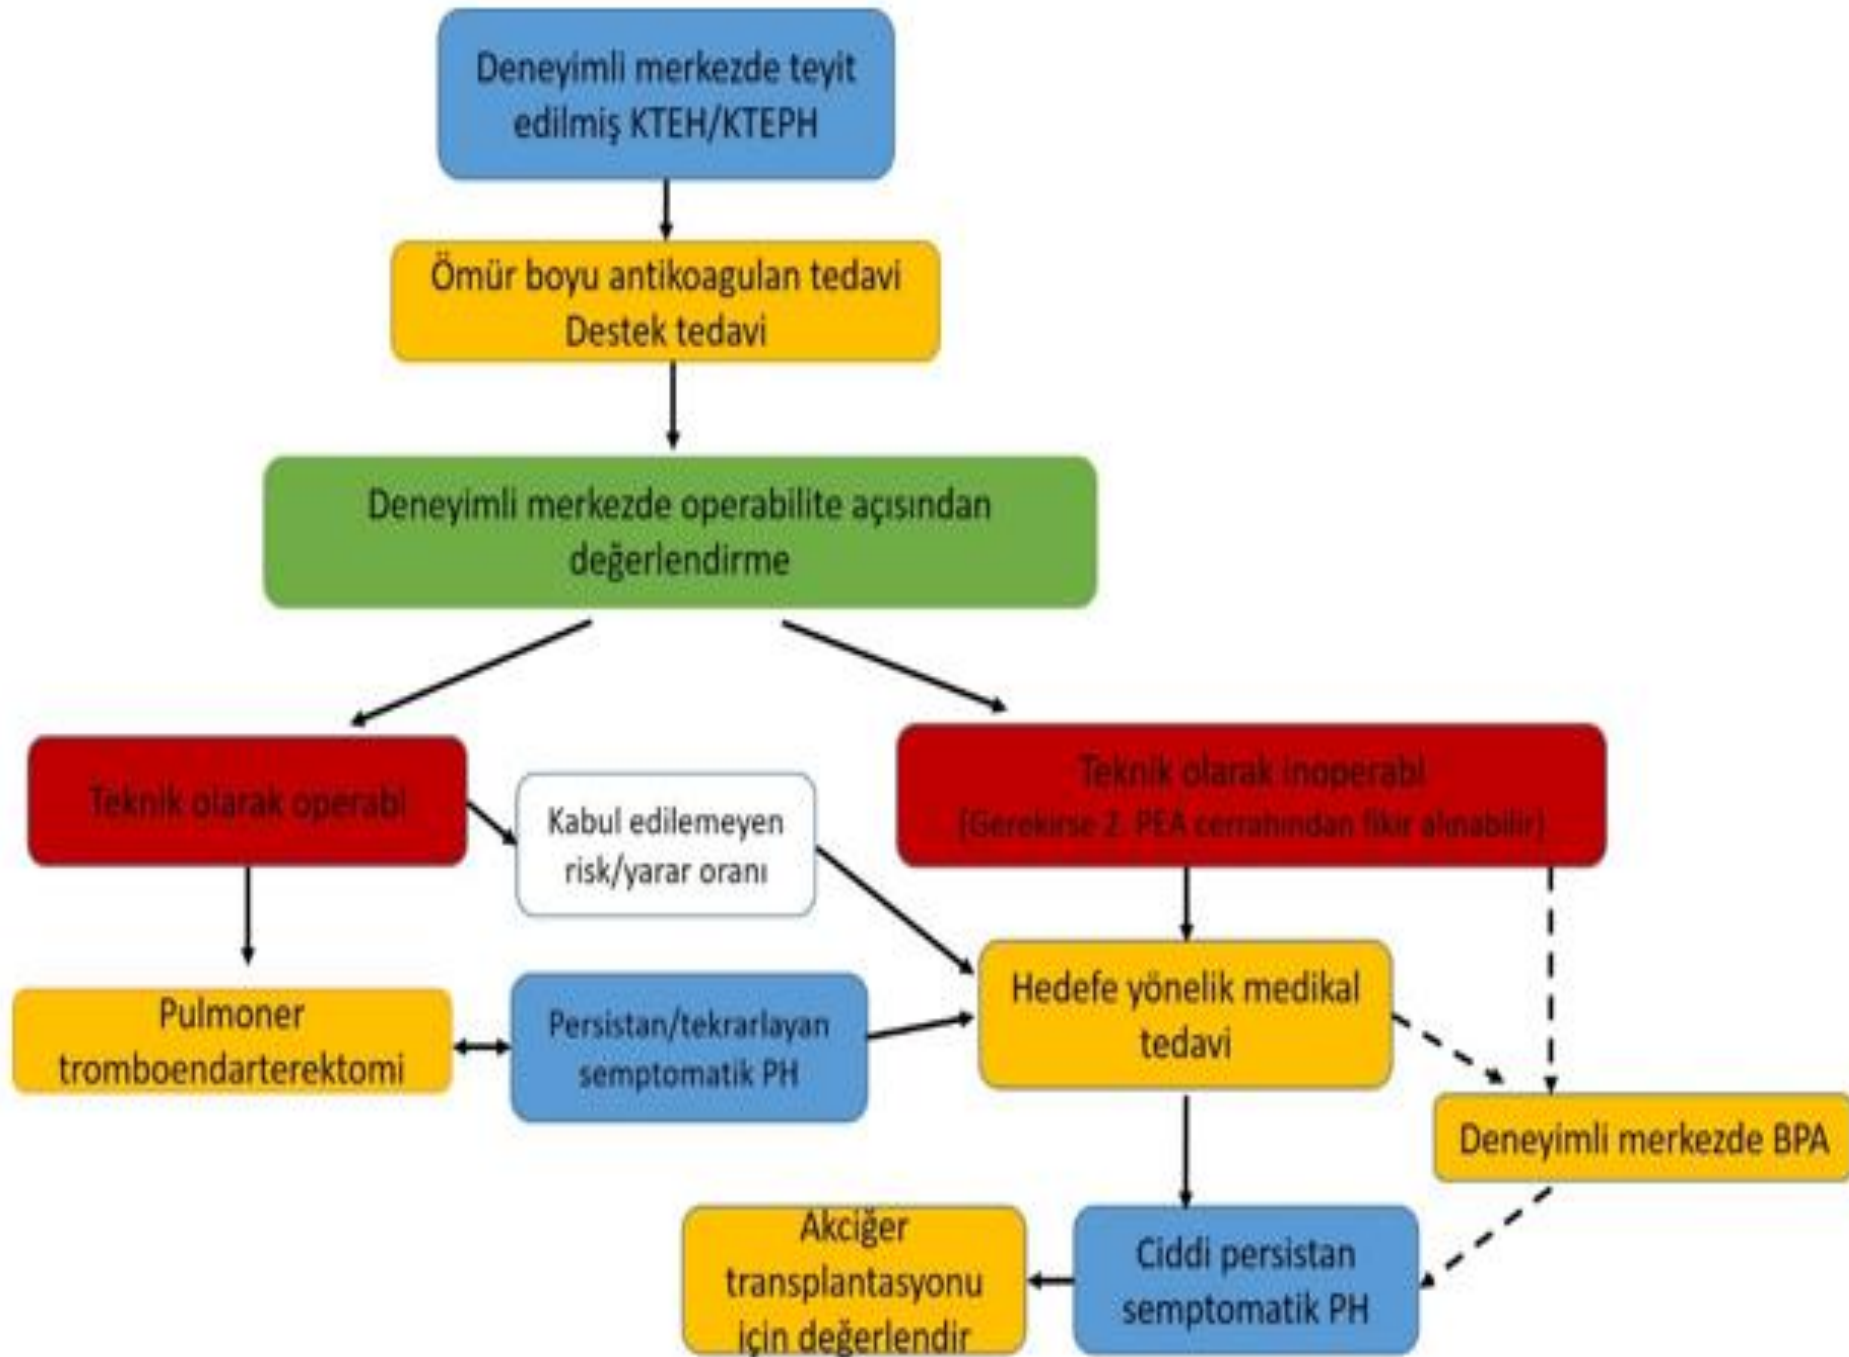 Deneyimli merkezde teyit
edilmiş KTEH/KTEPH
Ömür boyu antikoagulan tedavi
Destek tedavi
Deneyimli merkezde operabilite açısından
değerlendirme
Teknik olarak operabl
Kabul edilemeyen
risk/yarar oranı
Teknik olarak inoperabl
(Gerekirse 2. PEA cerrahından fikir alınabilir)
Pulmoner
tromboendarterektomi
Persistan/tekrarlayan
semptomatik PH
Hedefe yönelik medikal
tedavi
Deneyimli merkezde BPA
Akciğer
transplantasyonu
için değerlendir
Ciddi persistan
semptomatik PH